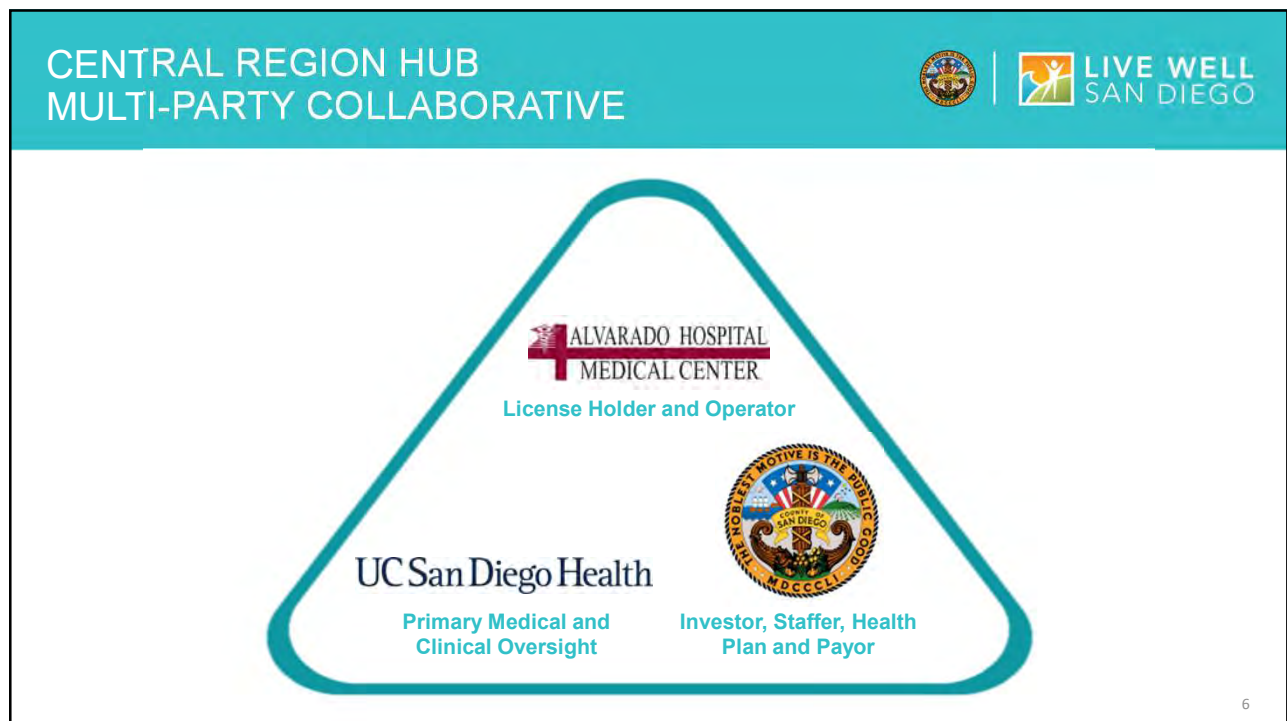 CENTRAL REGION HUB
MULTI-PARTY COLLABORATIVE
LIVE WELL
SAN DIEGO
ALVARADO HOSPITAL
MEDICAL CENTER
License Holder and Operator
THE NOBLEST MOTIVE IS THE PUBLIC GOOD
COUNTY OF
SAN DIEGO
MDCCCLI
UC San Diego Health
Primary Medical and
Clinical Oversight
Investor, Staffer, Health
Plan and Payor
6